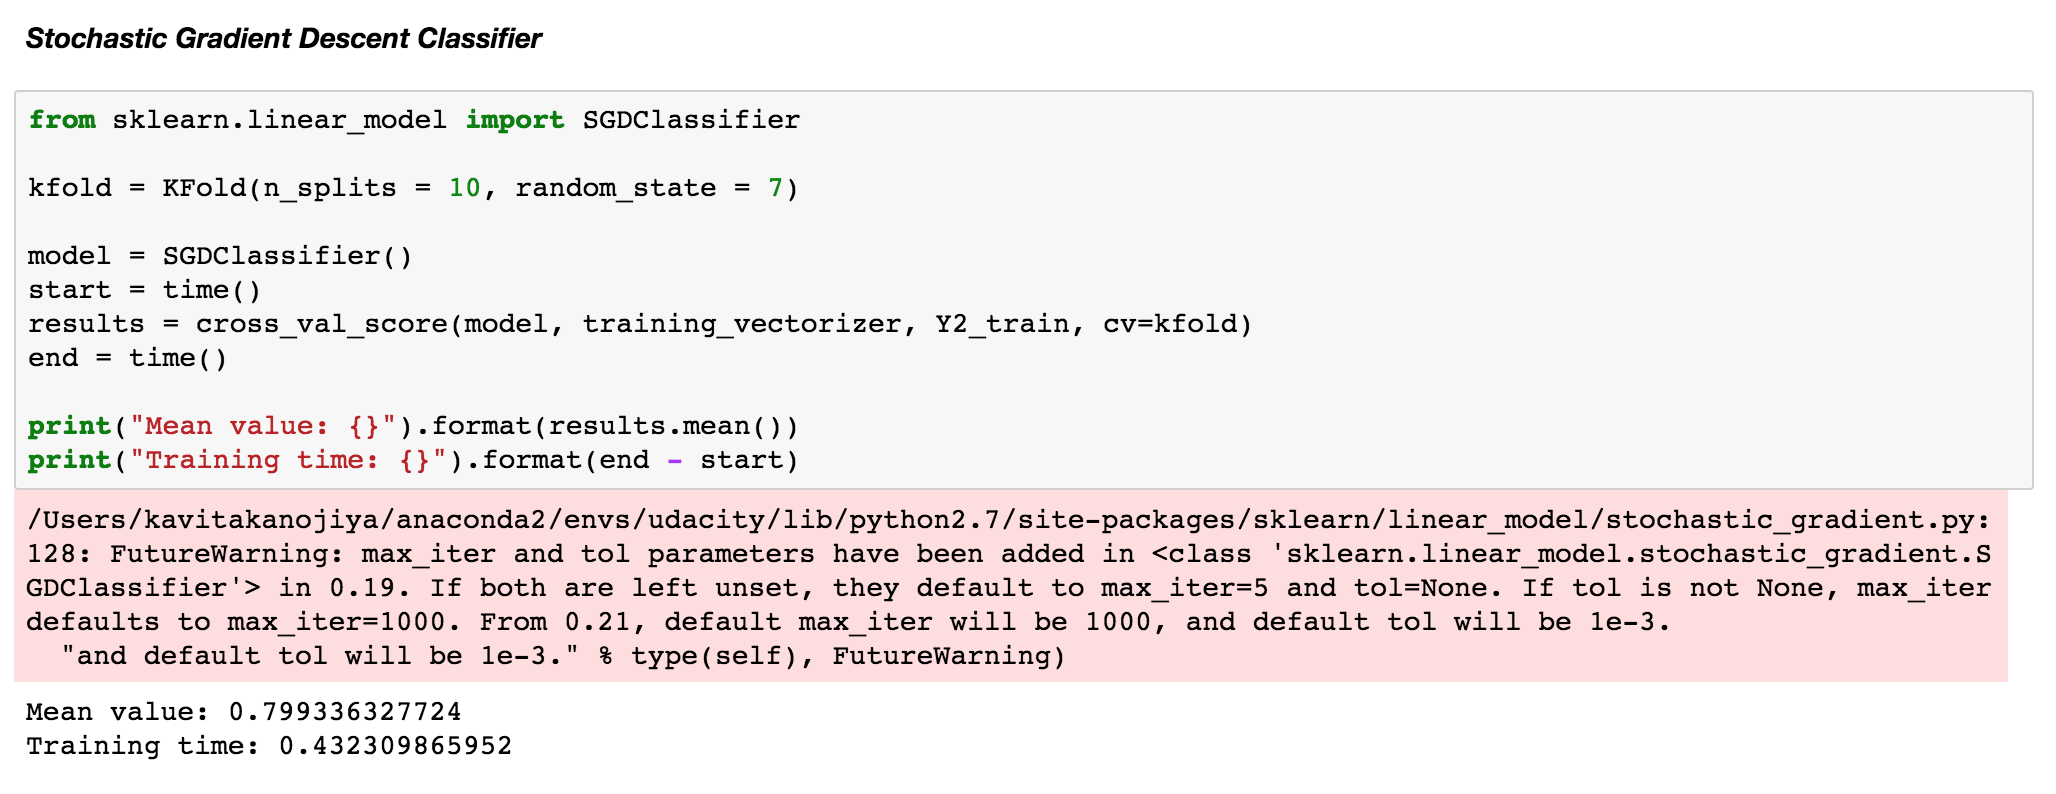 Stochastic Gradient Descent Classifier
from sklearn.linear_model import SGDClassifier
kfold = KFold(n_splits = 10, random_state = 7)
model = SGDClassifier()
start = time()
results = cross_val_score(model, training_vectorizer, Y2_train, cv=kfold)
end = time()
print("Mean value: {}").format(results.mean())
print("Training time: {}").format(end - start)
/Users/kavitakanojiya/anaconda2/envs/udacity/lib/python2.7/site-packages/sklearn/linear_model/stochastic_gradient.py:
128: FutureWarning: max_iter and tol parameters have been added in <class 'sklearn.linear_model.stochastic_gradient.S
GDClassifier'> in 0.19. If both are left unset, they default to max_iter=5 and tol=None. If tol is not None, max_iter
defaults to max_iter=1000. From 0.21, default max_iter will be 1000, and default tol will be 1e-3.
  "and default tol will be 1e-3." % type(self), FutureWarning)
Mean value: 0.799336327724
Training time: 0.432309865952